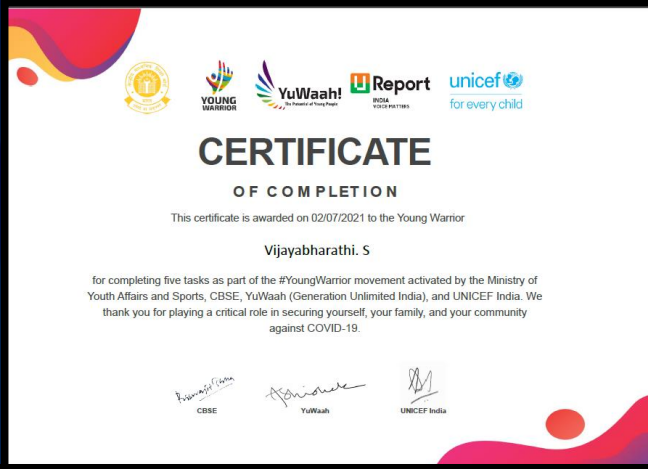 YOUNG
WARRIOR
YuWaah!
The Potential of Young People
U Report
INDIA
VOICE MATTERS
unicef
for every child
CERTIFICATE
OF COMPLETION
This certificate is awarded on 02/07/2021 to the Young Warrior
Vijayabharathi. S
for completing five tasks as part of the #YoungWarrior movement activated by the Ministry of
Youth Affairs and Sports, CBSE, YuWaah (Generation Unlimited India), and UNICEF India. We
thank you for playing a critical role in securing yourself, your family, and your community
against COVID-19.
CBSE
YuWaah
UNICEF India